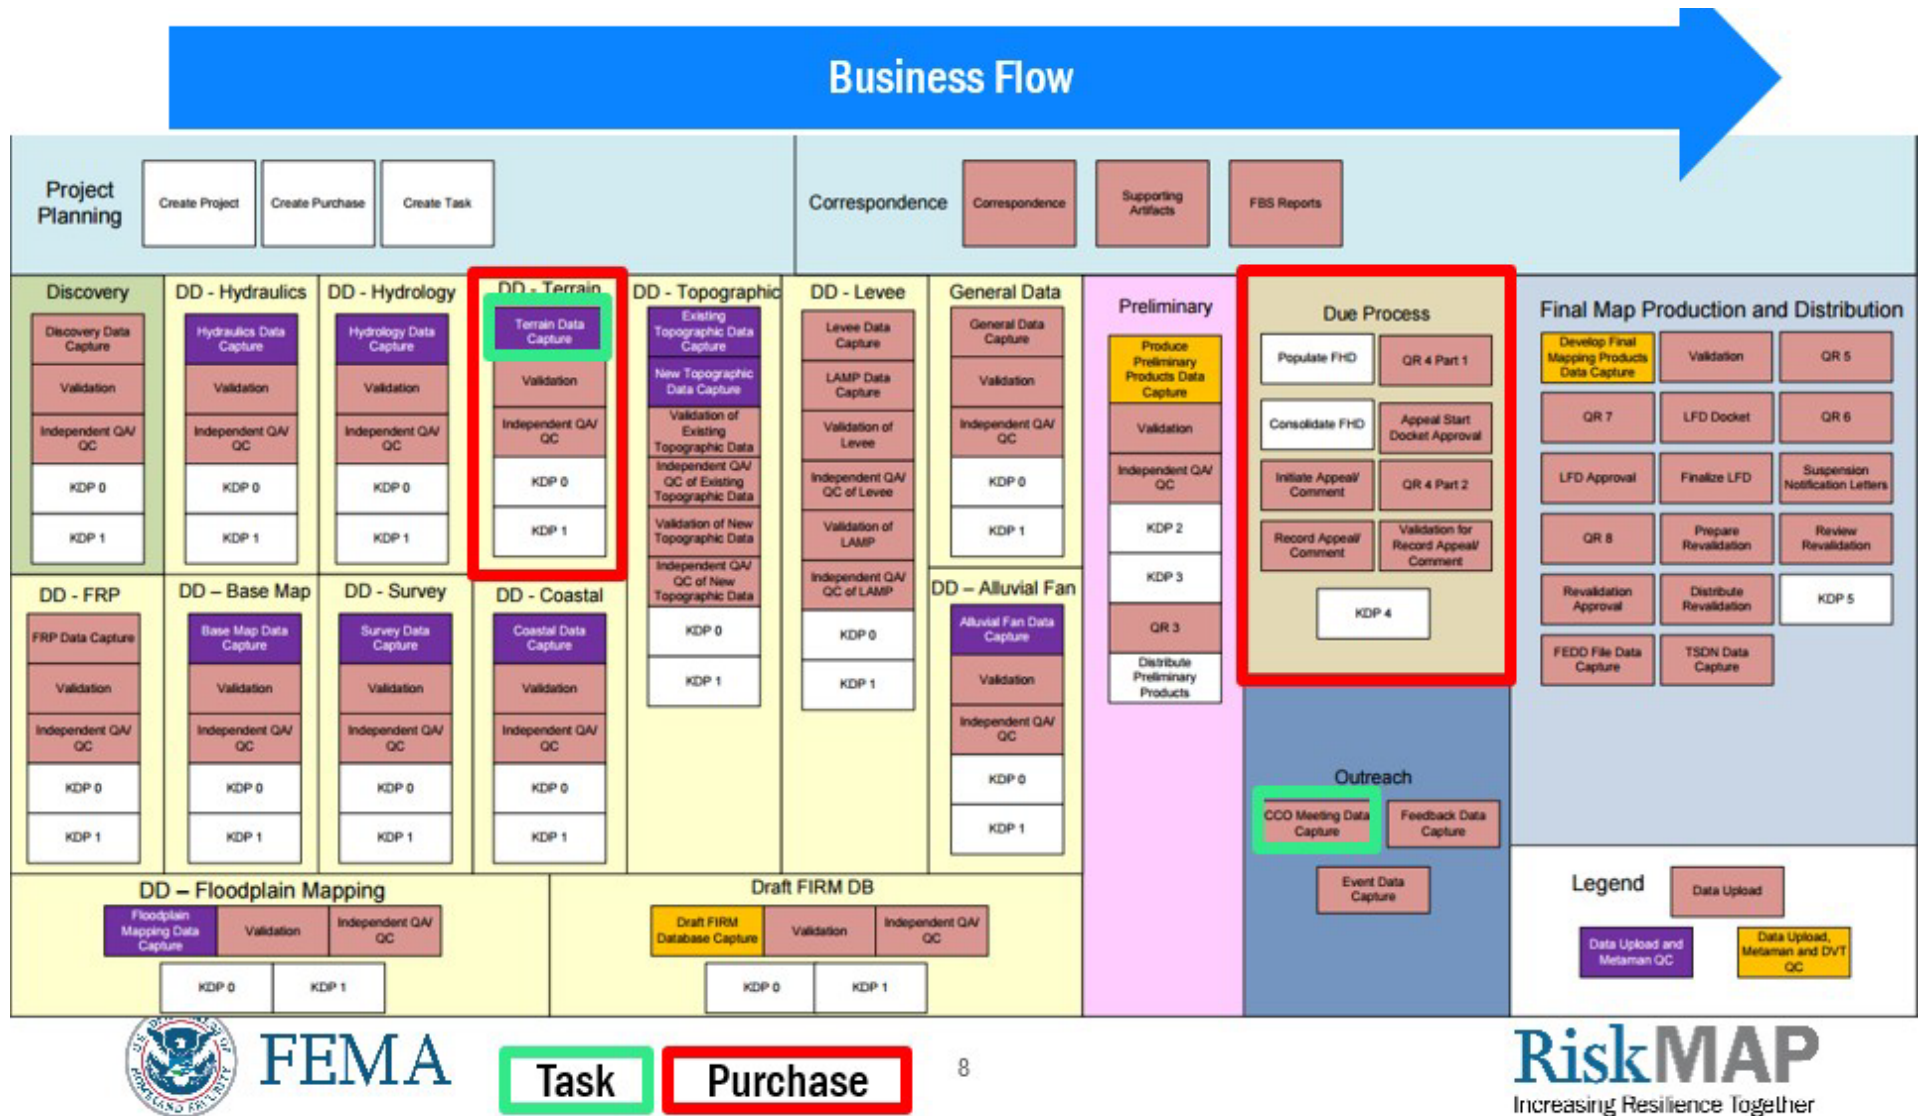 Business Flow
Project
Planning
Create Project
Create Purchase
Create Task
Correspondence
Correspondence
Supporting
Artifacts
FBS Reports
Discovery
Discovery Data
Capture
Validation
Independent QA/
QC
KDP 0
KDP 1
DD - Hydraulics
Hydraulics Data
Capture
Validation
Independent QA/
QC
KDP 0
KDP 1
DD - Hydrology
Hydrology Data
Capture
Validation
Independent QA/
QC
KDP 0
KDP 1
DD - Terrain
Terrain Data
Capture
Validation
Independent QA/
QC
KDP 0
KDP 1
DD - Topographic
Existing
Topographic Data
Capture
New Topographic
Data Capture
Validation of
Existing
Topographic Data
Independent QA/
QC of Existing
Topographic Data
Validation of New
Topographic Data
Independent QA/
QC of New
Topographic Data
KDP 0
KDP 1
DD - Levee
Levee Data
Capture
LAMP Data
Capture
Validation of
Levee
Independent QA/
QC of Levee
Validation of
LAMP
Independent QA/
QC of LAMP
KDP 0
KDP 1
General Data
General Data
Capture
Validation
Independent QA/
QC
KDP 0
KDP 1
DD - FRP
FRP Data Capture
Validation
Independent QA/
QC
KDP 0
KDP 1
DD – Base Map
Base Map Data
Capture
Validation
Independent QA/
QC
KDP 0
KDP 1
DD - Survey
Survey Data
Capture
Validation
Independent QA/
QC
KDP 0
KDP 1
DD - Coastal
Coastal Data
Capture
Validation
Independent QA/
QC
KDP 0
KDP 1
DD – Alluvial Fan
Alluvial Fan Data
Capture
Validation
Independent QA/
QC
KDP 0
KDP 1
DD – Floodplain Mapping
Floodplain
Mapping Data
Capture
Validation
Independent QA/
QC
KDP 0
KDP 1
Draft FIRM DB
Draft FIRM
Database Capture
Validation
Independent QA/
QC
KDP 0
KDP 1
Preliminary
Produce
Preliminary
Products Data
Capture
Validation
Independent QA/
QC
KDP 2
KDP 3
QR 3
Distribute
Preliminary
Products
Due Process
Populate FHD
QR 4 Part 1
Consolidate FHD
Appeal Start
Docket Approval
Initiate Appeal/
Comment
QR 4 Part 2
Record Appeal/
Comment
Validation for
Record Appeal/
Comment
KDP 4
Outreach
CCO Meeting Data
Capture
Feedback Data
Capture
Event Data
Capture
Final Map Production and Distribution
Develop Final
Mapping Products
Data Capture
Validation
QR 5
QR 7
LFD Docket
QR 6
LFD Approval
Finalize LFD
Suspension
Notification Letters
QR 8
Prepare
Revalidation
Review
Revalidation
Revalidation
Approval
Distribute
Revalidation
KDP 5
FEDD File Data
Capture
TSDN Data
Capture
Legend
Data Upload
Data Upload and
Metaman QC
Data Upload,
Metaman and DVT
QC
FEMA
Task
Purchase
8
RiskMAP
Increasing Resilience Together